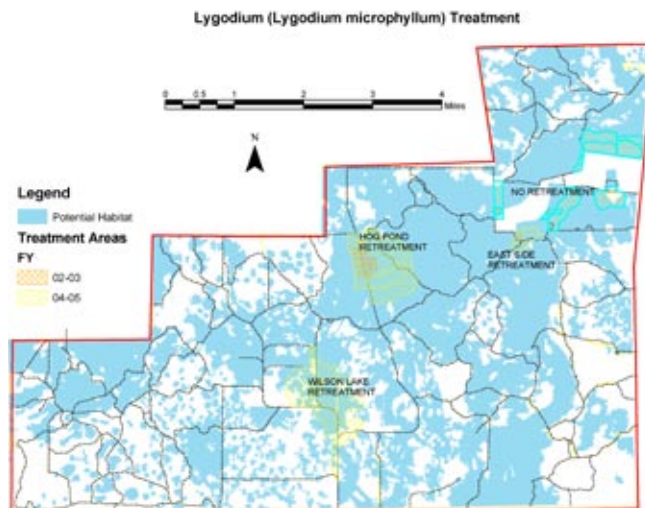 Lygodium (Lygodium microphyllum) Treatment
0 0.5 1 2 3 4
Miles
N
Legend
Potential Habitat
Treatment Areas
FY
02-03
04-05
NO RETREATMENT
HOG POND
RETREATMENT
EAST SIDE
RETREATMENT
WILSON LAKE
RETREATMENT